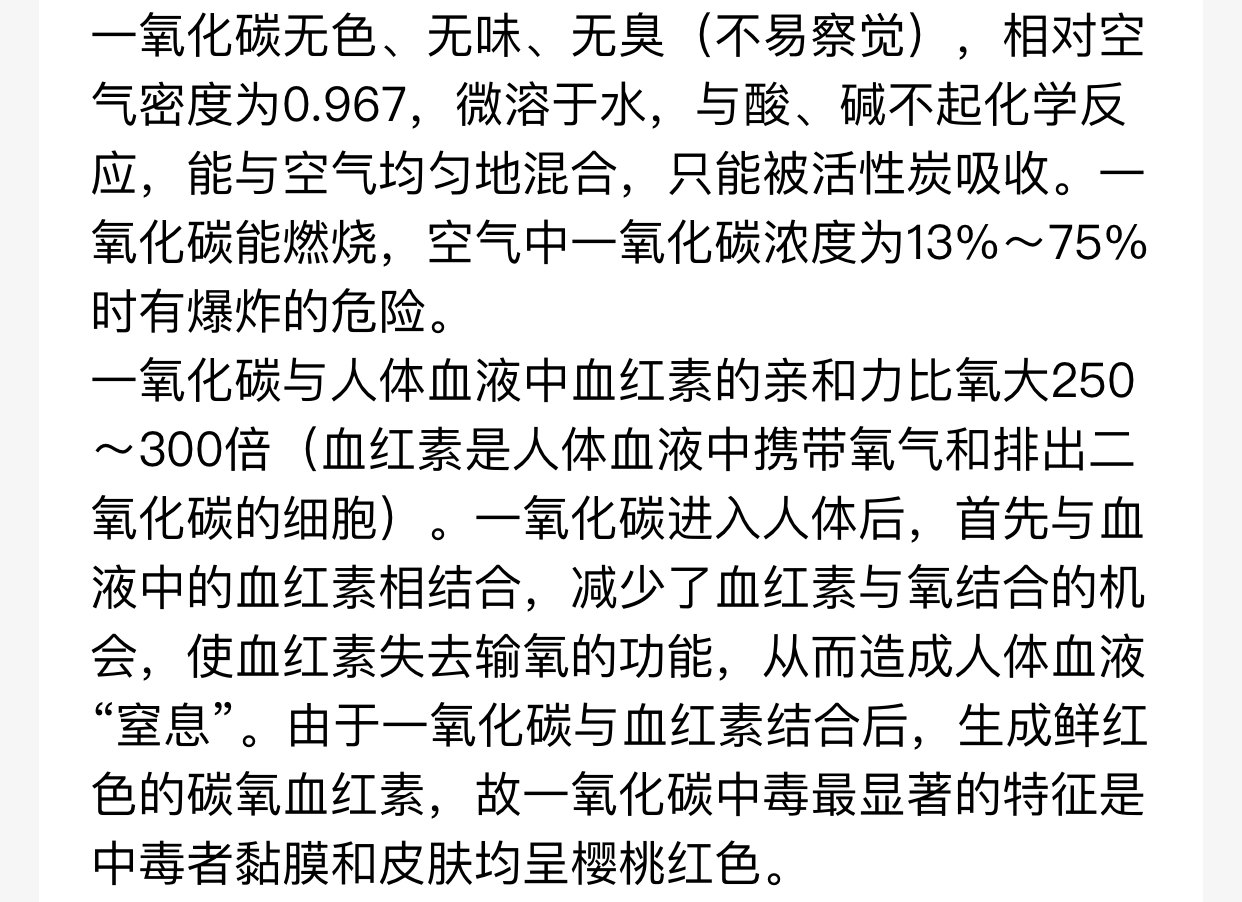 一氧化碳无色、无味、无臭（不易察觉），相对空
气密度为0.967，微溶于水，与酸、碱不起化学反
应，能与空气均匀地混合，只能被活性炭吸收。一
氧化碳能燃烧，空气中一氧化碳浓度为13%～75%
时有爆炸的危险。
一氧化碳与人体血液中血红素的亲和力比氧大250
～300倍（血红素是人体血液中携带氧气和排出二
氧化碳的细胞）。一氧化碳进入人体后，首先与血
液中的血红素相结合，减少了血红素与氧结合的机
会，使血红素失去输氧的功能，从而造成人体血液
“窒息”。由于一氧化碳与血红素结合后，生成鲜红
色的碳氧血红素，故一氧化碳中毒最显著的特征是
中毒者黏膜和皮肤均呈樱桃红色。